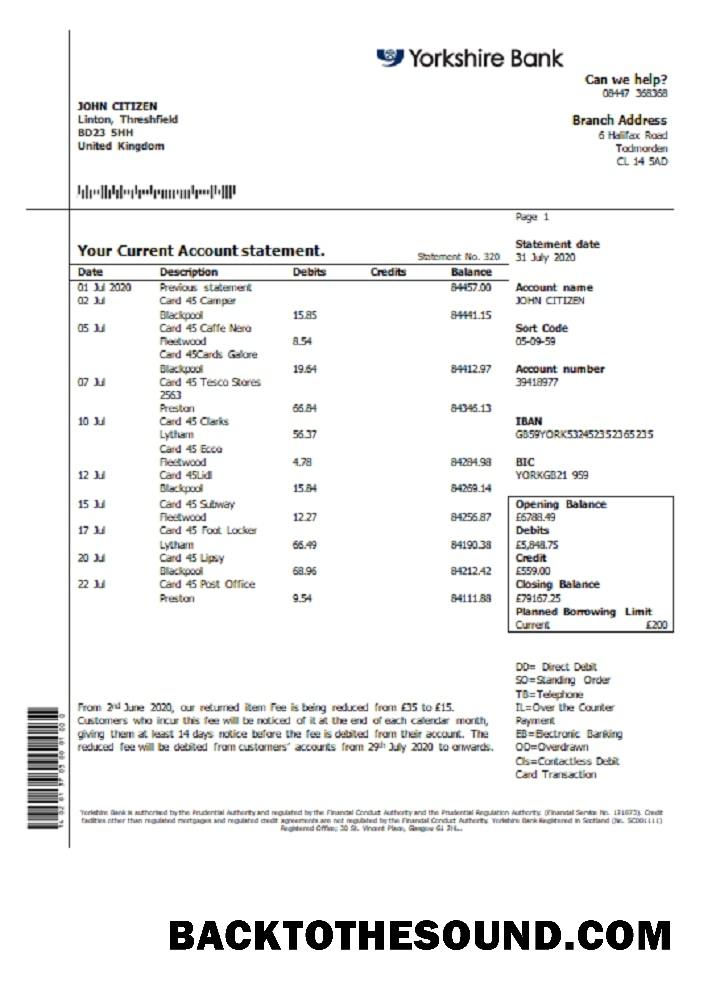 Yorkshire Bank
Can we help?
08447 368368
JOHN CITIZEN
Linton, Threshfield
BD23 5HH
United Kingdom
Branch Address
6 Halifax Road
Todmorden
CL 14 5AD
Page 1
Your Current Account statement.
Statement No. 320
Statement date
31 July 2020
Date Description Debits Credits Balance
01 Jul 2020 Previous statement 84457.00
02 Jul Card 45 Camper
Blackpool 15.85 84441.15
05 Jul Card 45 Caffe Nero
Fleetwood 8.54
Card 45Cards Galore
Blackpool 19.64 84412.97
07 Jul Card 45 Tesco Stores
2563
Preston 66.84 84346.13
10 Jul Card 45 Clarks
Lytham 56.37
Card 45 Ecco
Fleetwood 4.78 84284.98
12 Jul Card 45Lidl
Blackpool 15.84 84269.14
15 Jul Card 45 Subway
Fleetwood 12.27 84256.87
17 Jul Card 45 Foot Locker
Lytham 66.49 84190.38
20 Jul Card 45 Lipsy
Blackpool 68.96 84212.42
22 Jul Card 45 Post Office
Preston 9.54 84111.88
Account name
JOHN CITIZEN
Sort Code
05-09-59
Account number
39418977
IBAN
GB59YORK532452352365235
BIC
YORKGB21 959
Opening Balance
£6788.49
Debits
£5,848.75
Credit
£559.00
Closing Balance
£79167.25
Planned Borrowing Limit
Current £200
DD= Direct Debit
SO=Standing Order
TB=Telephone
IL=Over the Counter
Payment
EB=Electronic Banking
OD=Overdrawn
Cls=Contactless Debit
Card Transaction
From 2nd June 2020, our returned item Fee is being reduced from £35 to £15.
Customers who incur this fee will be noticed of it at the end of each calendar month,
giving them at least 14 days notice before the fee is debited from their account. The
reduced fee will be debited from customers' accounts from 29th July 2020 to onwards.
Yorkshire Bank is authorised by the Prudential Authority and regulated by the Financial Conduct Authority and the Prudential Regulation Authority. (Financial Service No. 131873). Credit
facilities other than regulated mortgages and regulated credit agreements are not regulated by the Financial Conduct Authority. Yorkshire Bank Registered in Scotland (No. SC001111)
Registered Office; 30 St. Vincent Place, Glasgow G1
BACKTOTHESOUND.COM